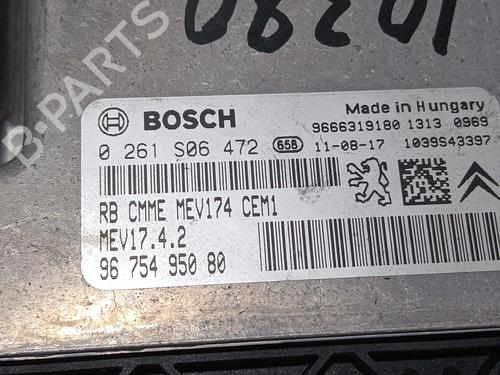 10380
BOSCH
Made in Hungary
9666319180 1313 0969
0 261 S06 472 658 11-08-17 1039S43397
RB CMME MEV174 CEM1
MEV17.4.2
96 754 950 80
B-PARTS